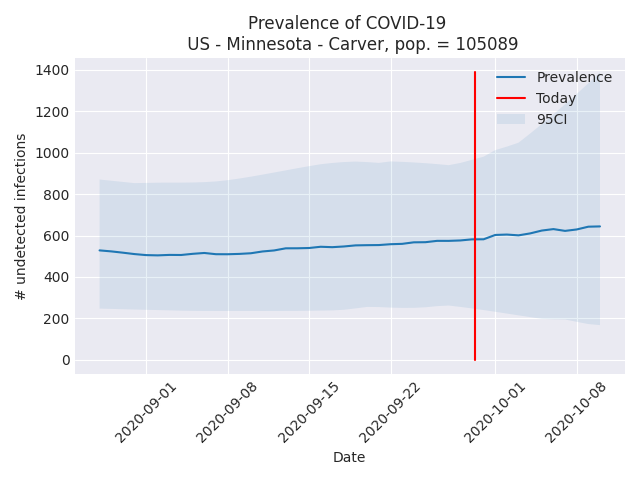 Prevalence of COVID-19
US - Minnesota - Carver, pop. = 105089
1400
1200
1000
800
600
400
200
0
# undetected infections
Prevalence
Today
95CI
2020-09-01
2020-09-08
2020-09-15
2020-09-22
2020-10-01
2020-10-08
Date